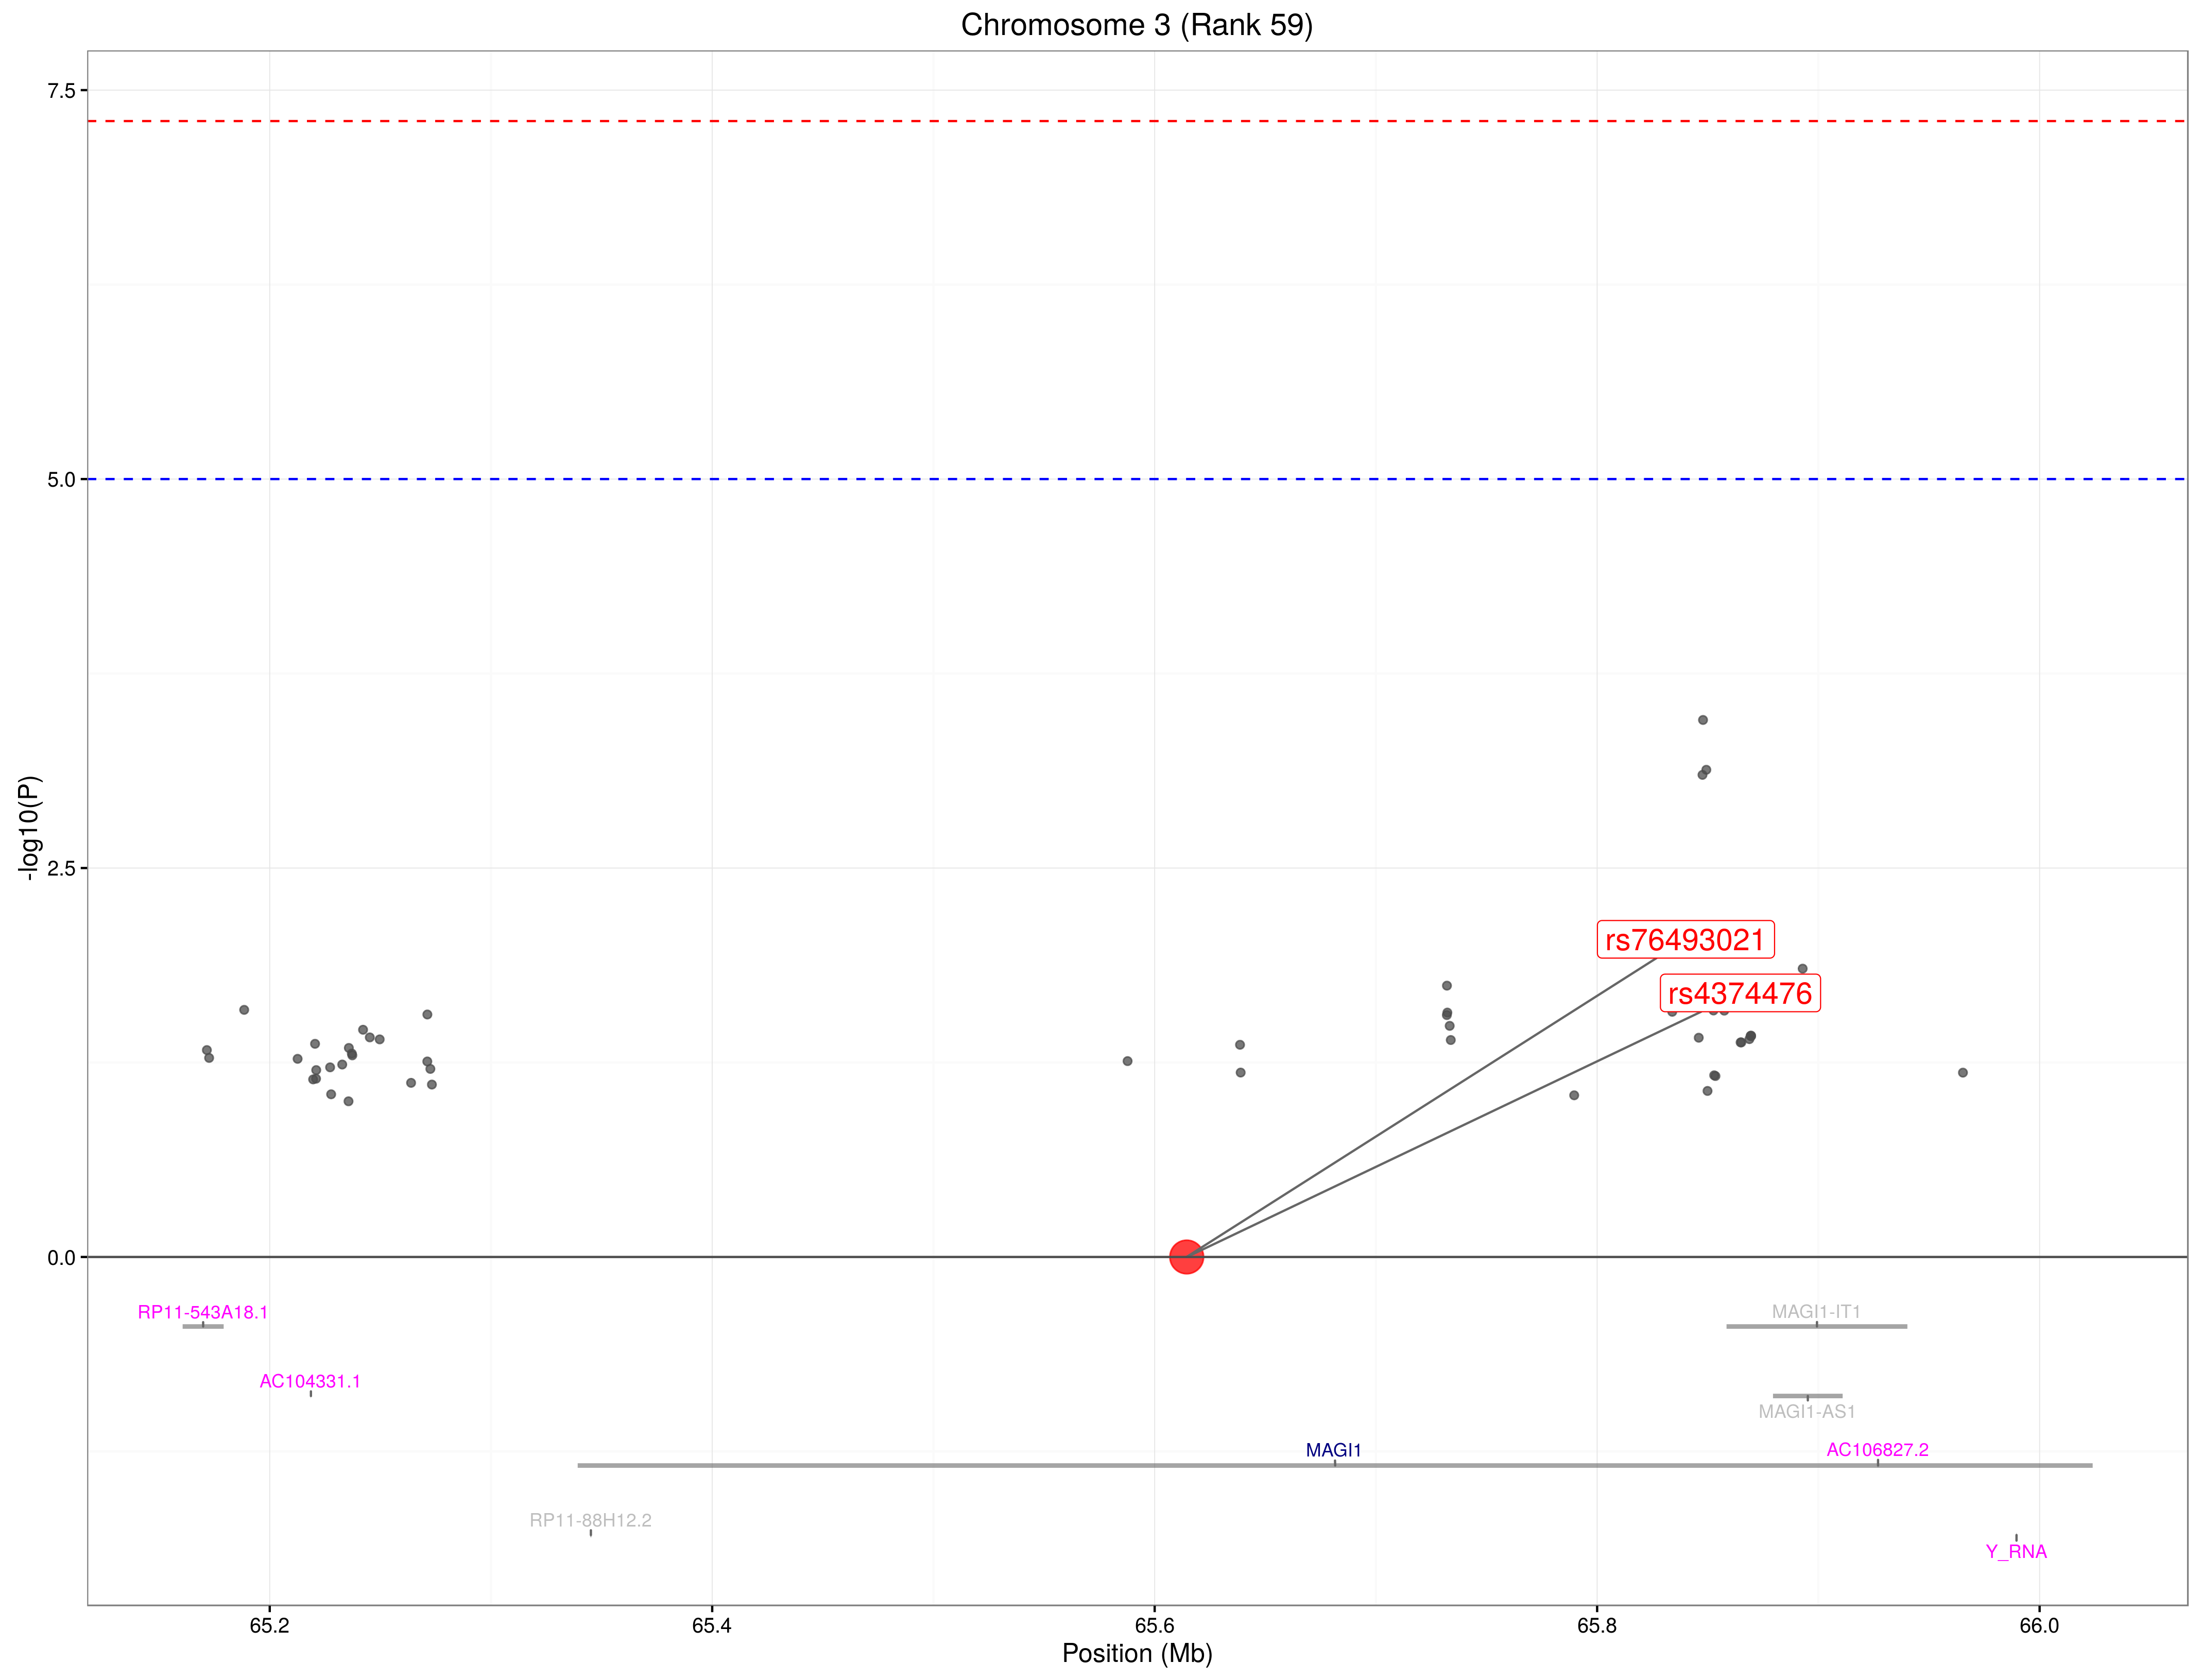 Chromosome 3 (Rank 59)
7.5
5.0
2.5
0.0
-log10(P)
rs76493021
rs4374476
RP11-543A18.1
MAGI1-IT1
AC104331.1
MAGI1-AS1
MAGI1
AC106827.2
RP11-88H12.2
Y_RNA
65.2
65.4
65.6
65.8
66.0
Position (Mb)